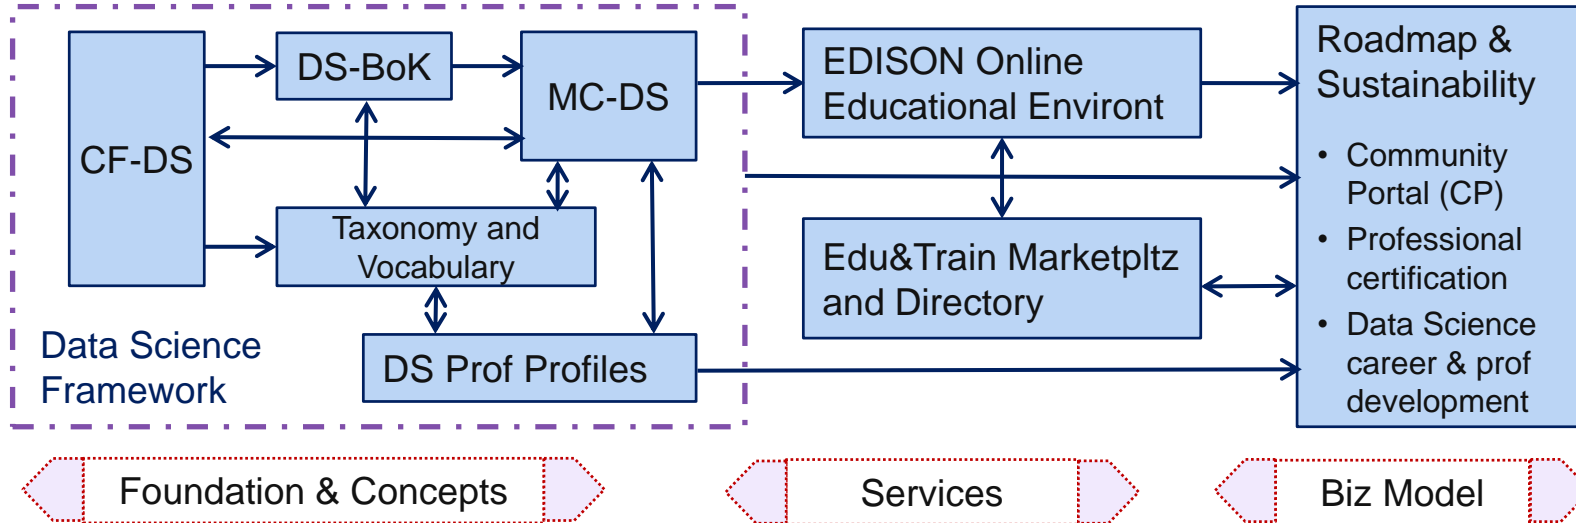 CF-DS
DS-BoK
MC-DS
Taxonomy and
Vocabulary
DS Prof Profiles
Data Science
Framework
EDISON Online
Educational Environt
Edu&Train Marketpltz
and Directory
Roadmap &
Sustainability
• Community
Portal (CP)
• Professional
certification
• Data Science
career & prof
development
Foundation & Concepts
Services
Biz Model